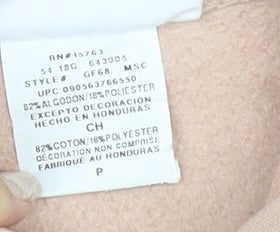 RN#15763
54 18G 643905
STYLE# GF68 MSC
UPC:090563766550
82%ALGODON/18%POLIESTER
EXCEPTO DECORACION
HECHO EN HONDURAS
CH
82%COTON/18%POLYESTER
DECORATION NON COMPRISE
FABRIQUE AU HONDURAS
P